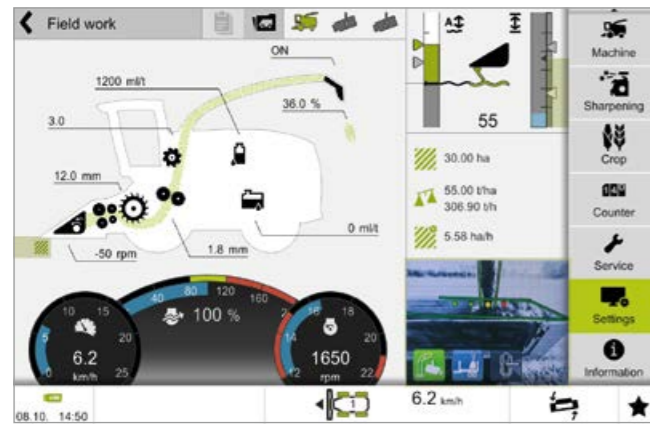 Field work
ON
1200 ml/t
36.0 %
3.0
12.0 mm
0 ml/t
-50 rpm
1.8 mm
A
55
30.00 ha
55.00 t/ha
306.90 t/h
5.58 ha/h
40 80 120 160
100 %
0 5 10 15 20 25
6.2
km/h
12 14 16 18 20 22
1650
rpm
Machine
Sharpening
Crop
Counter
Service
Settings
Information
08.10. 14:50
1
6.2 km/h